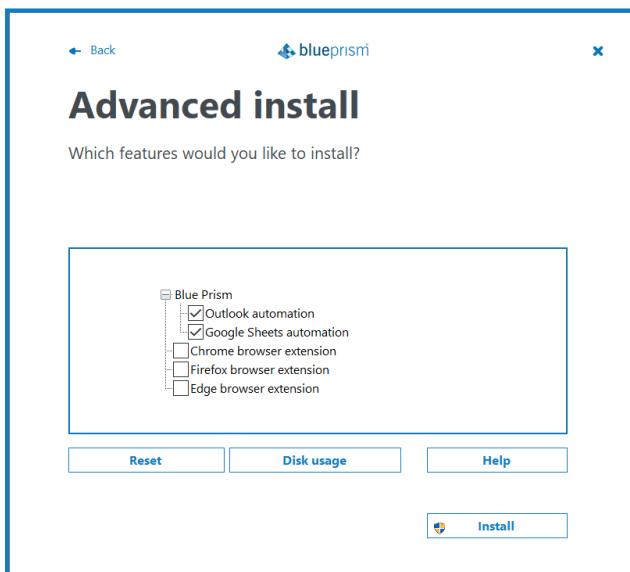 Back
blueprism
Advanced install
Which features would you like to install?
Blue Prism
Outlook automation
Google Sheets automation
Chrome browser extension
Firefox browser extension
Edge browser extension
Reset Disk usage Help
Install